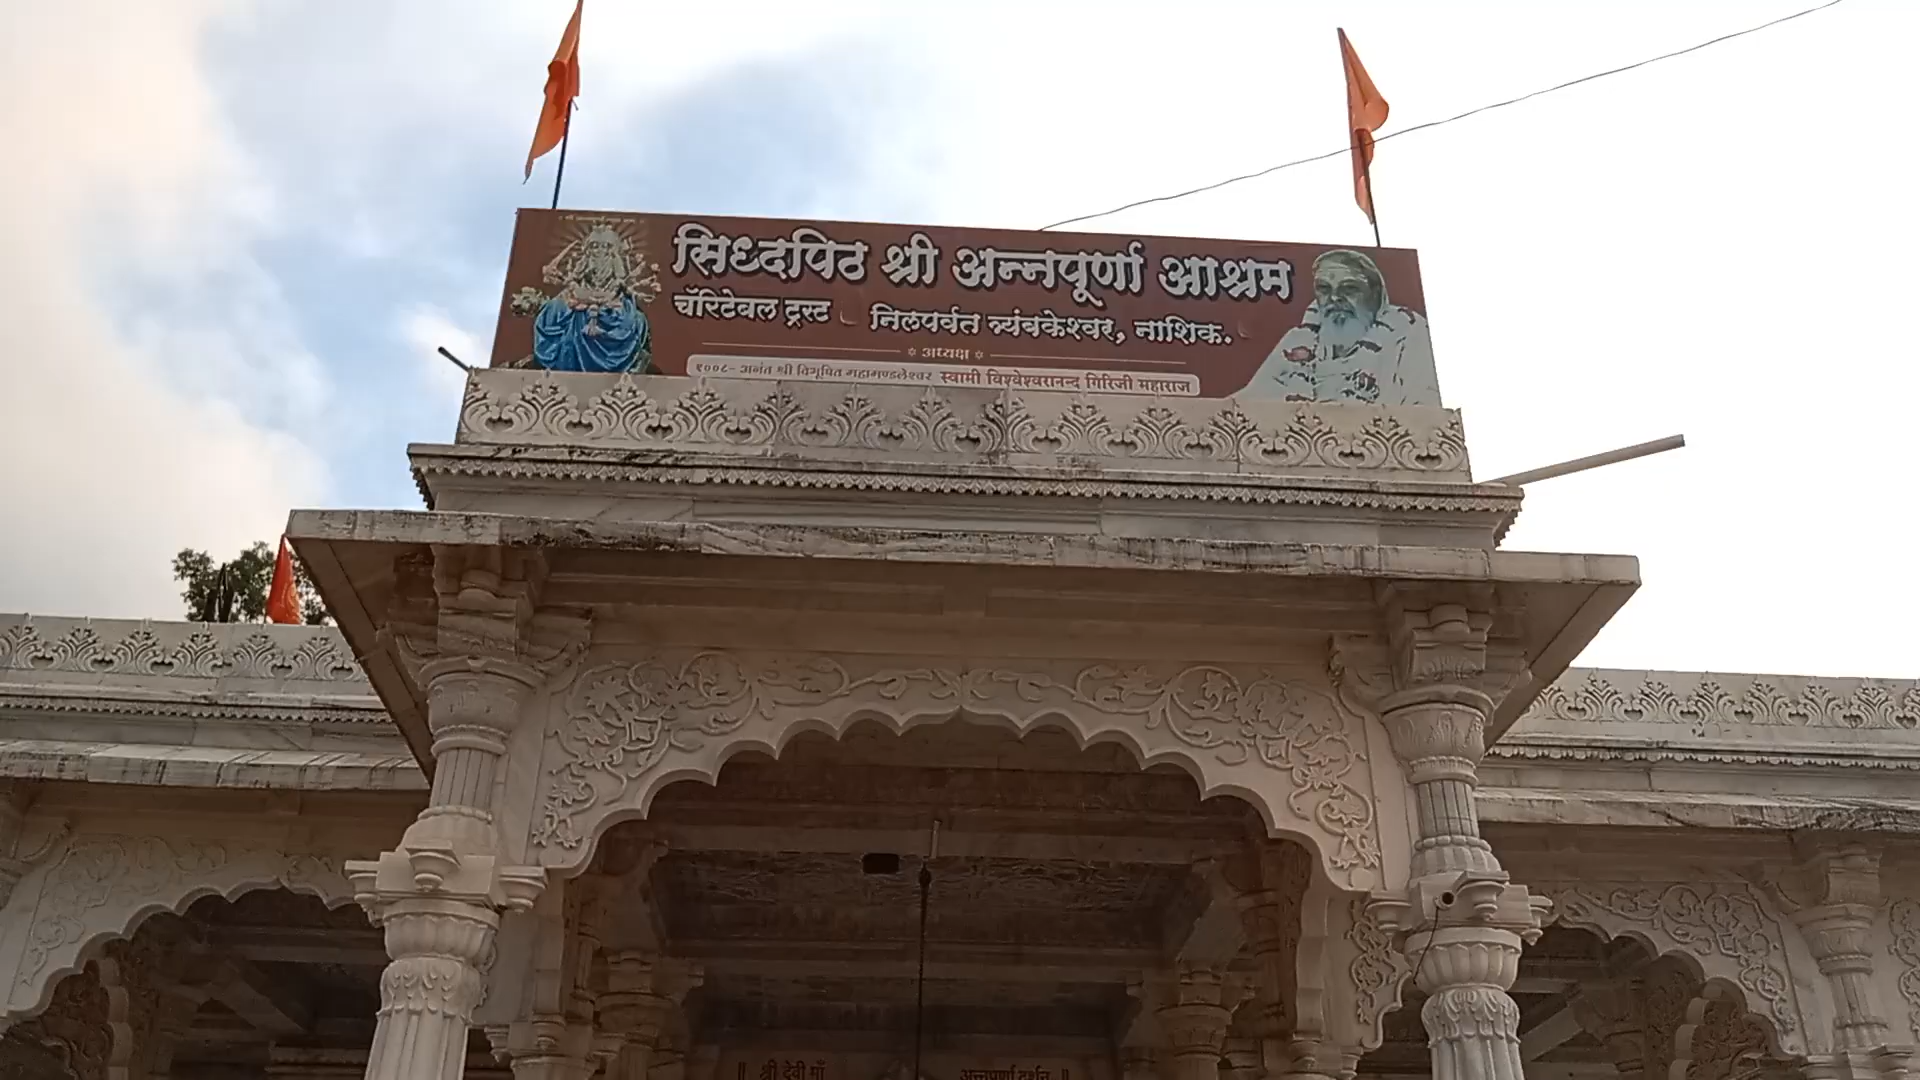 सिध्दपिठ श्री अन्नपूर्णा आश्रम
चॅरिटेबल ट्रस्ट निलपर्वत त्र्यंबकेश्वर, नाशिक.
अध्यक्ष
१००८- अनंत श्री विभूषित महामण्डलेश्वर स्वामी विश्वेश्वरानन्द गिरिजी महाराज
|| श्री देवी माँ अन्नपूर्णा दर्शन ||